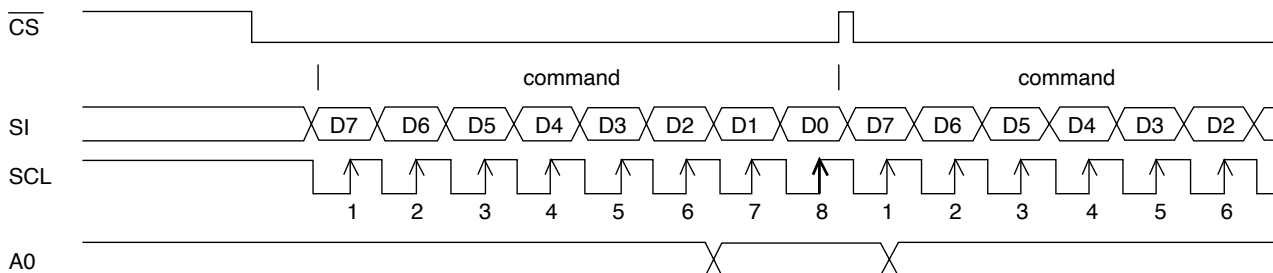 CS
command command
SI D7 D6 D5 D4 D3 D2 D1 D0 D7 D6 D5 D4 D3 D2
SCL
1 2 3 4 5 6 7 8 1 2 3 4 5 6
A0